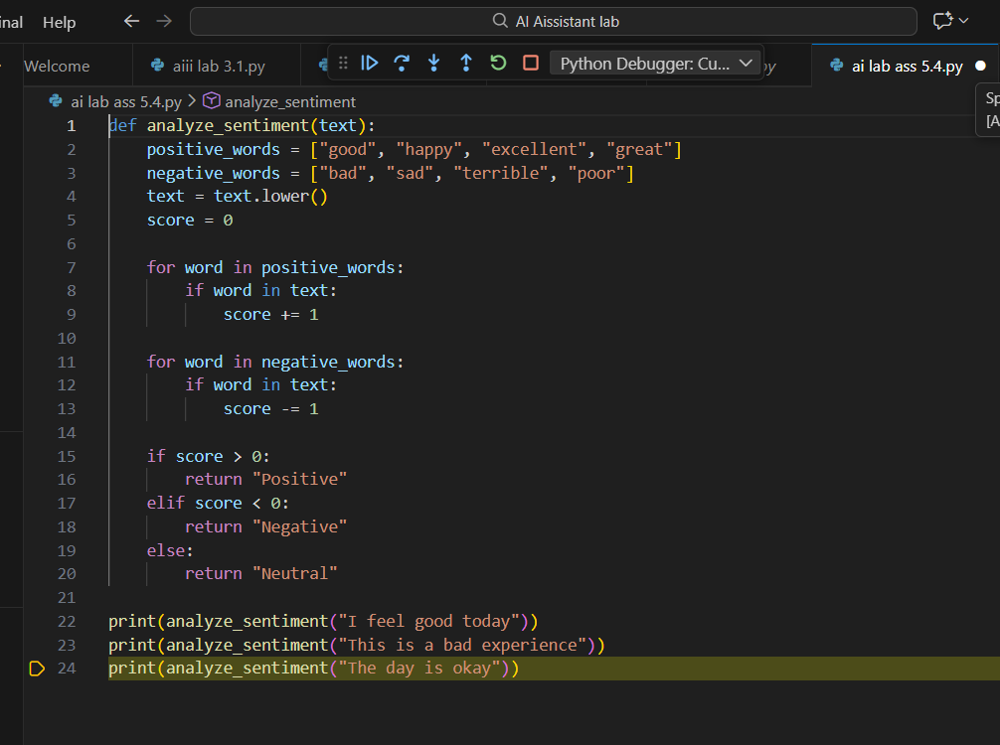 Help
AI Aissistant lab
Welcome
aiii lab 3.1.py
Python Debugger: Cu...
ai lab ass 5.4.py
ai lab ass 5.4.py > analyze_sentiment
1 def analyze_sentiment(text):
2 positive_words = ["good", "happy", "excellent", "great"]
3 negative_words = ["bad", "sad", "terrible", "poor"]
4 text = text.lower()
5 score = 0
6
7 for word in positive_words:
8 if word in text:
9 score += 1
10
11 for word in negative_words:
12 if word in text:
13 score -= 1
14
15 if score > 0:
16 return "Positive"
17 elif score < 0:
18 return "Negative"
19 else:
20 return "Neutral"
21
22 print(analyze_sentiment("I feel good today"))
23 print(analyze_sentiment("This is a bad experience"))
24 print(analyze_sentiment("The day is okay"))